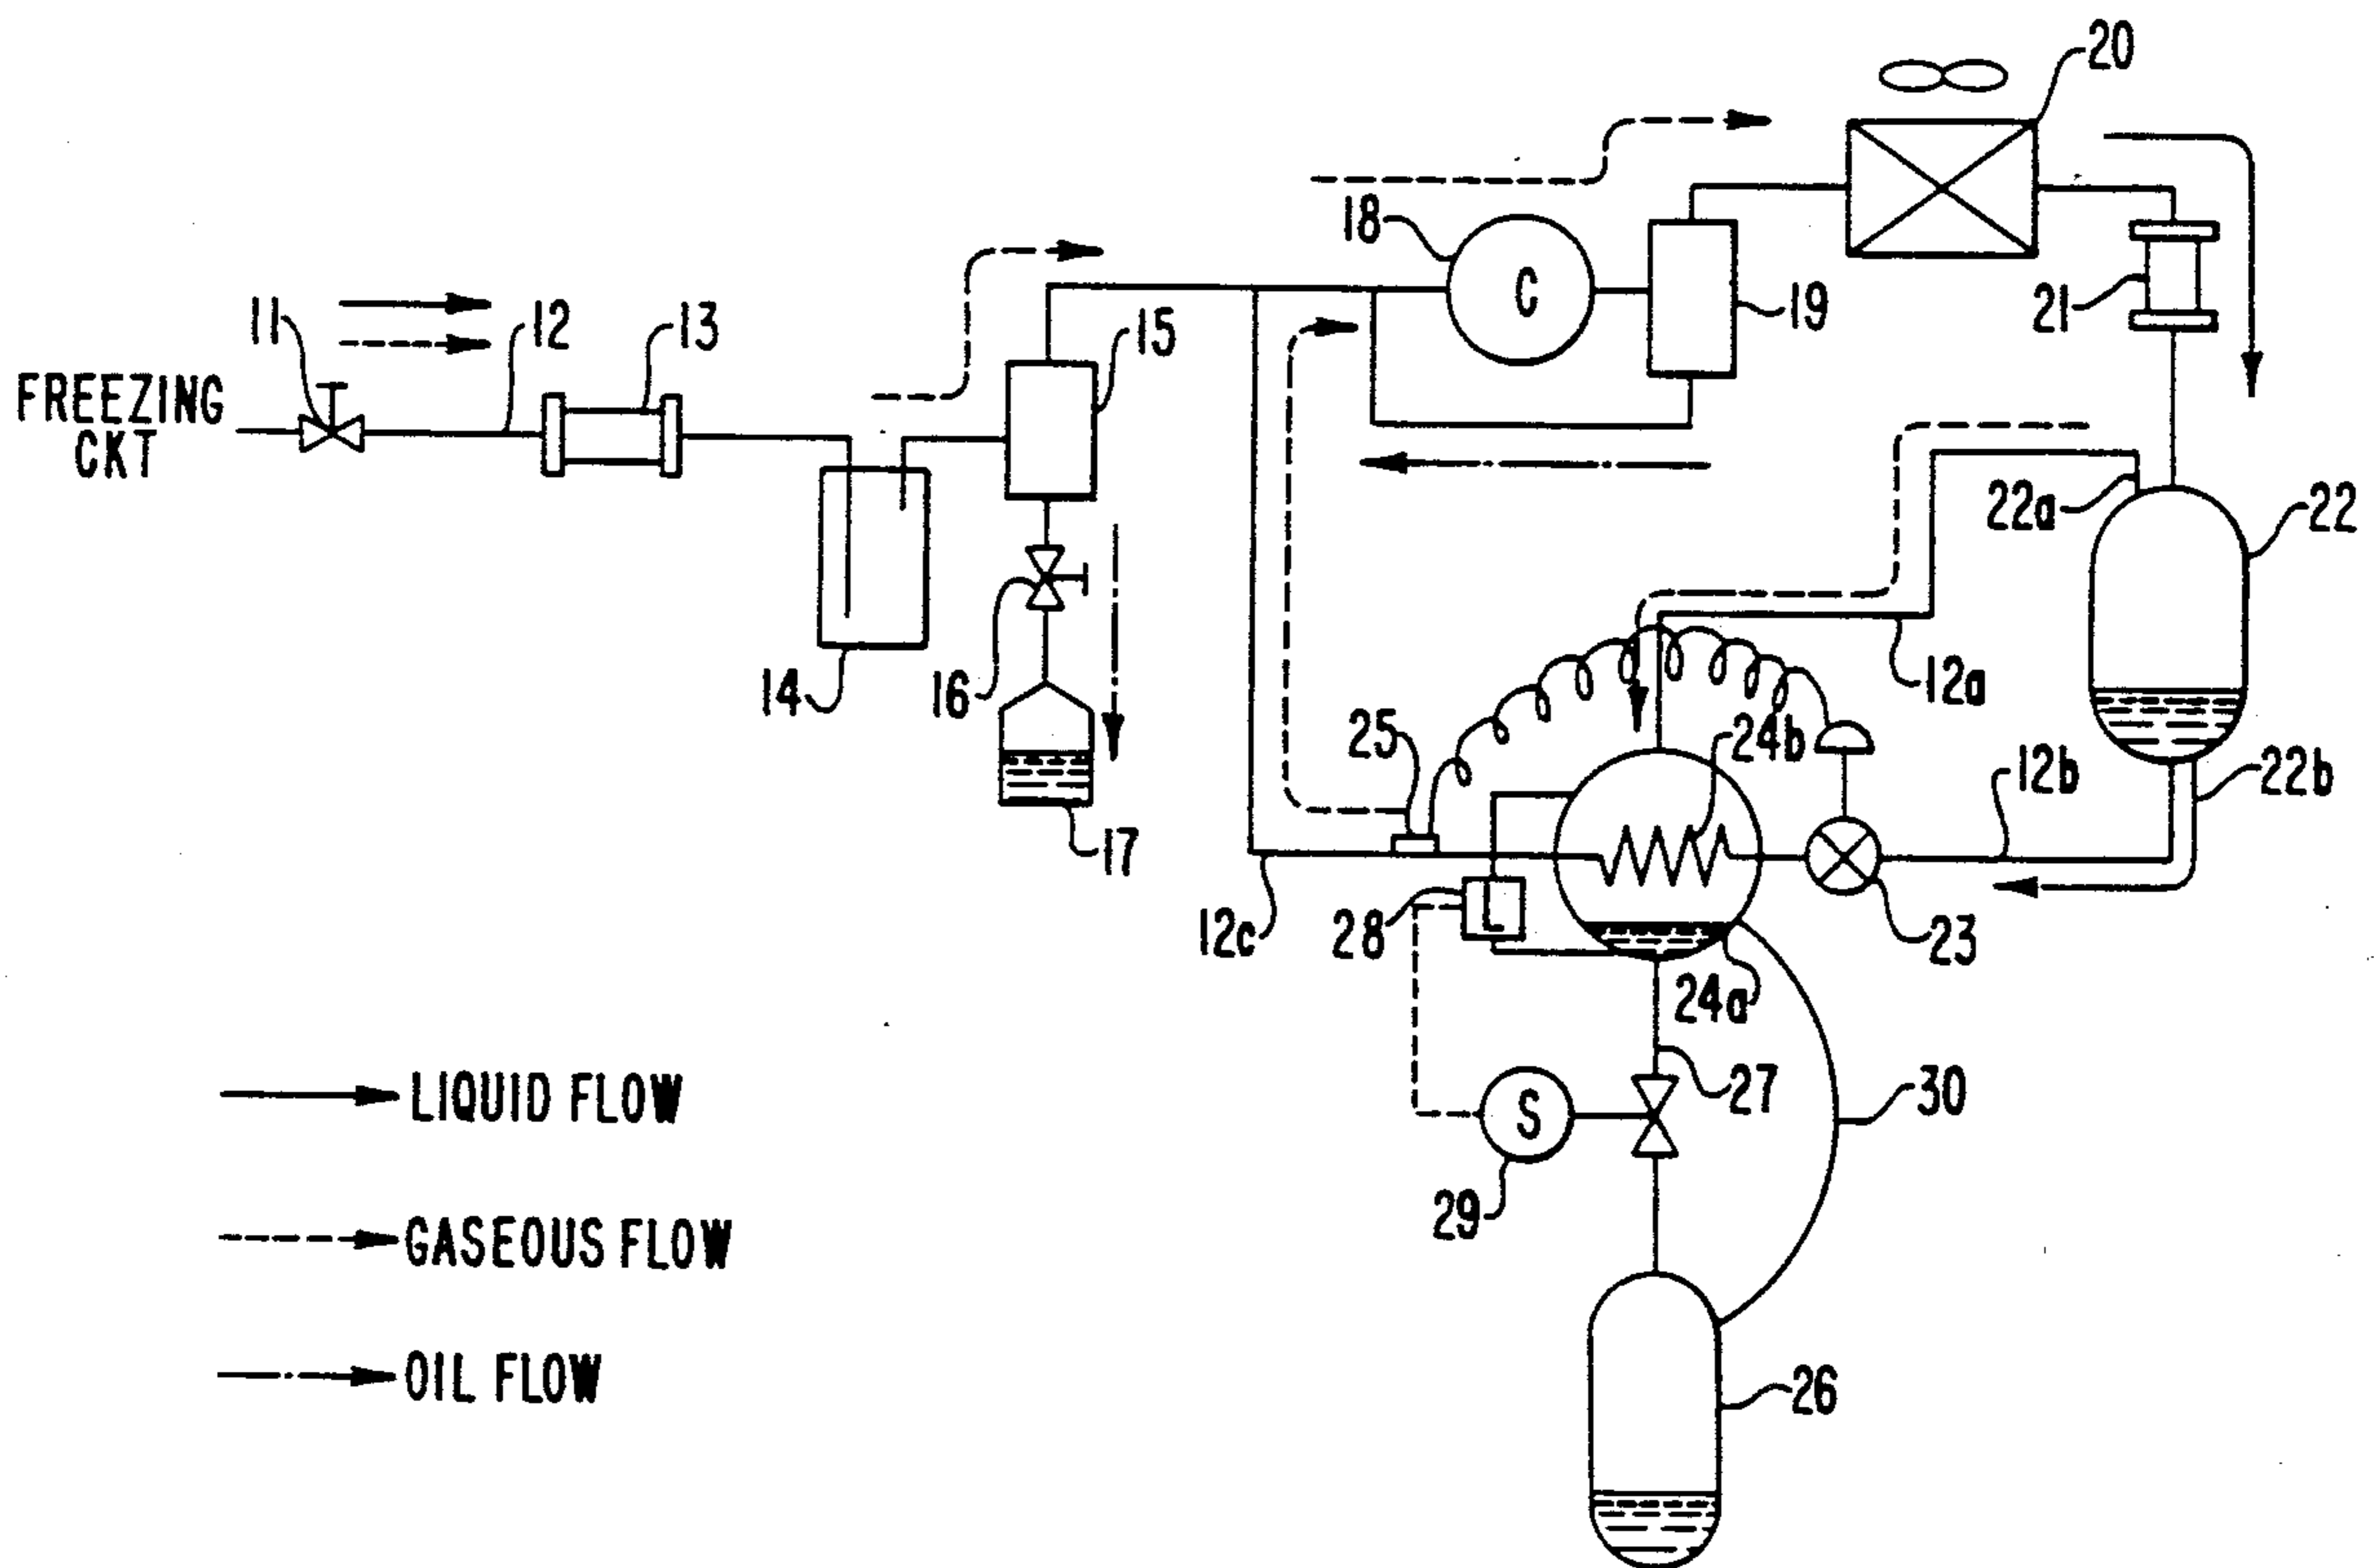 20
18
C
19
21
11
12
13
15
FREEZING
CKT
22a
22
14
16
12a
25
24b
12b
22b
17
12c
28
L
23
24a
27
30
LIQUID FLOW
S
29
GASEOUS FLOW
OIL FLOW
26